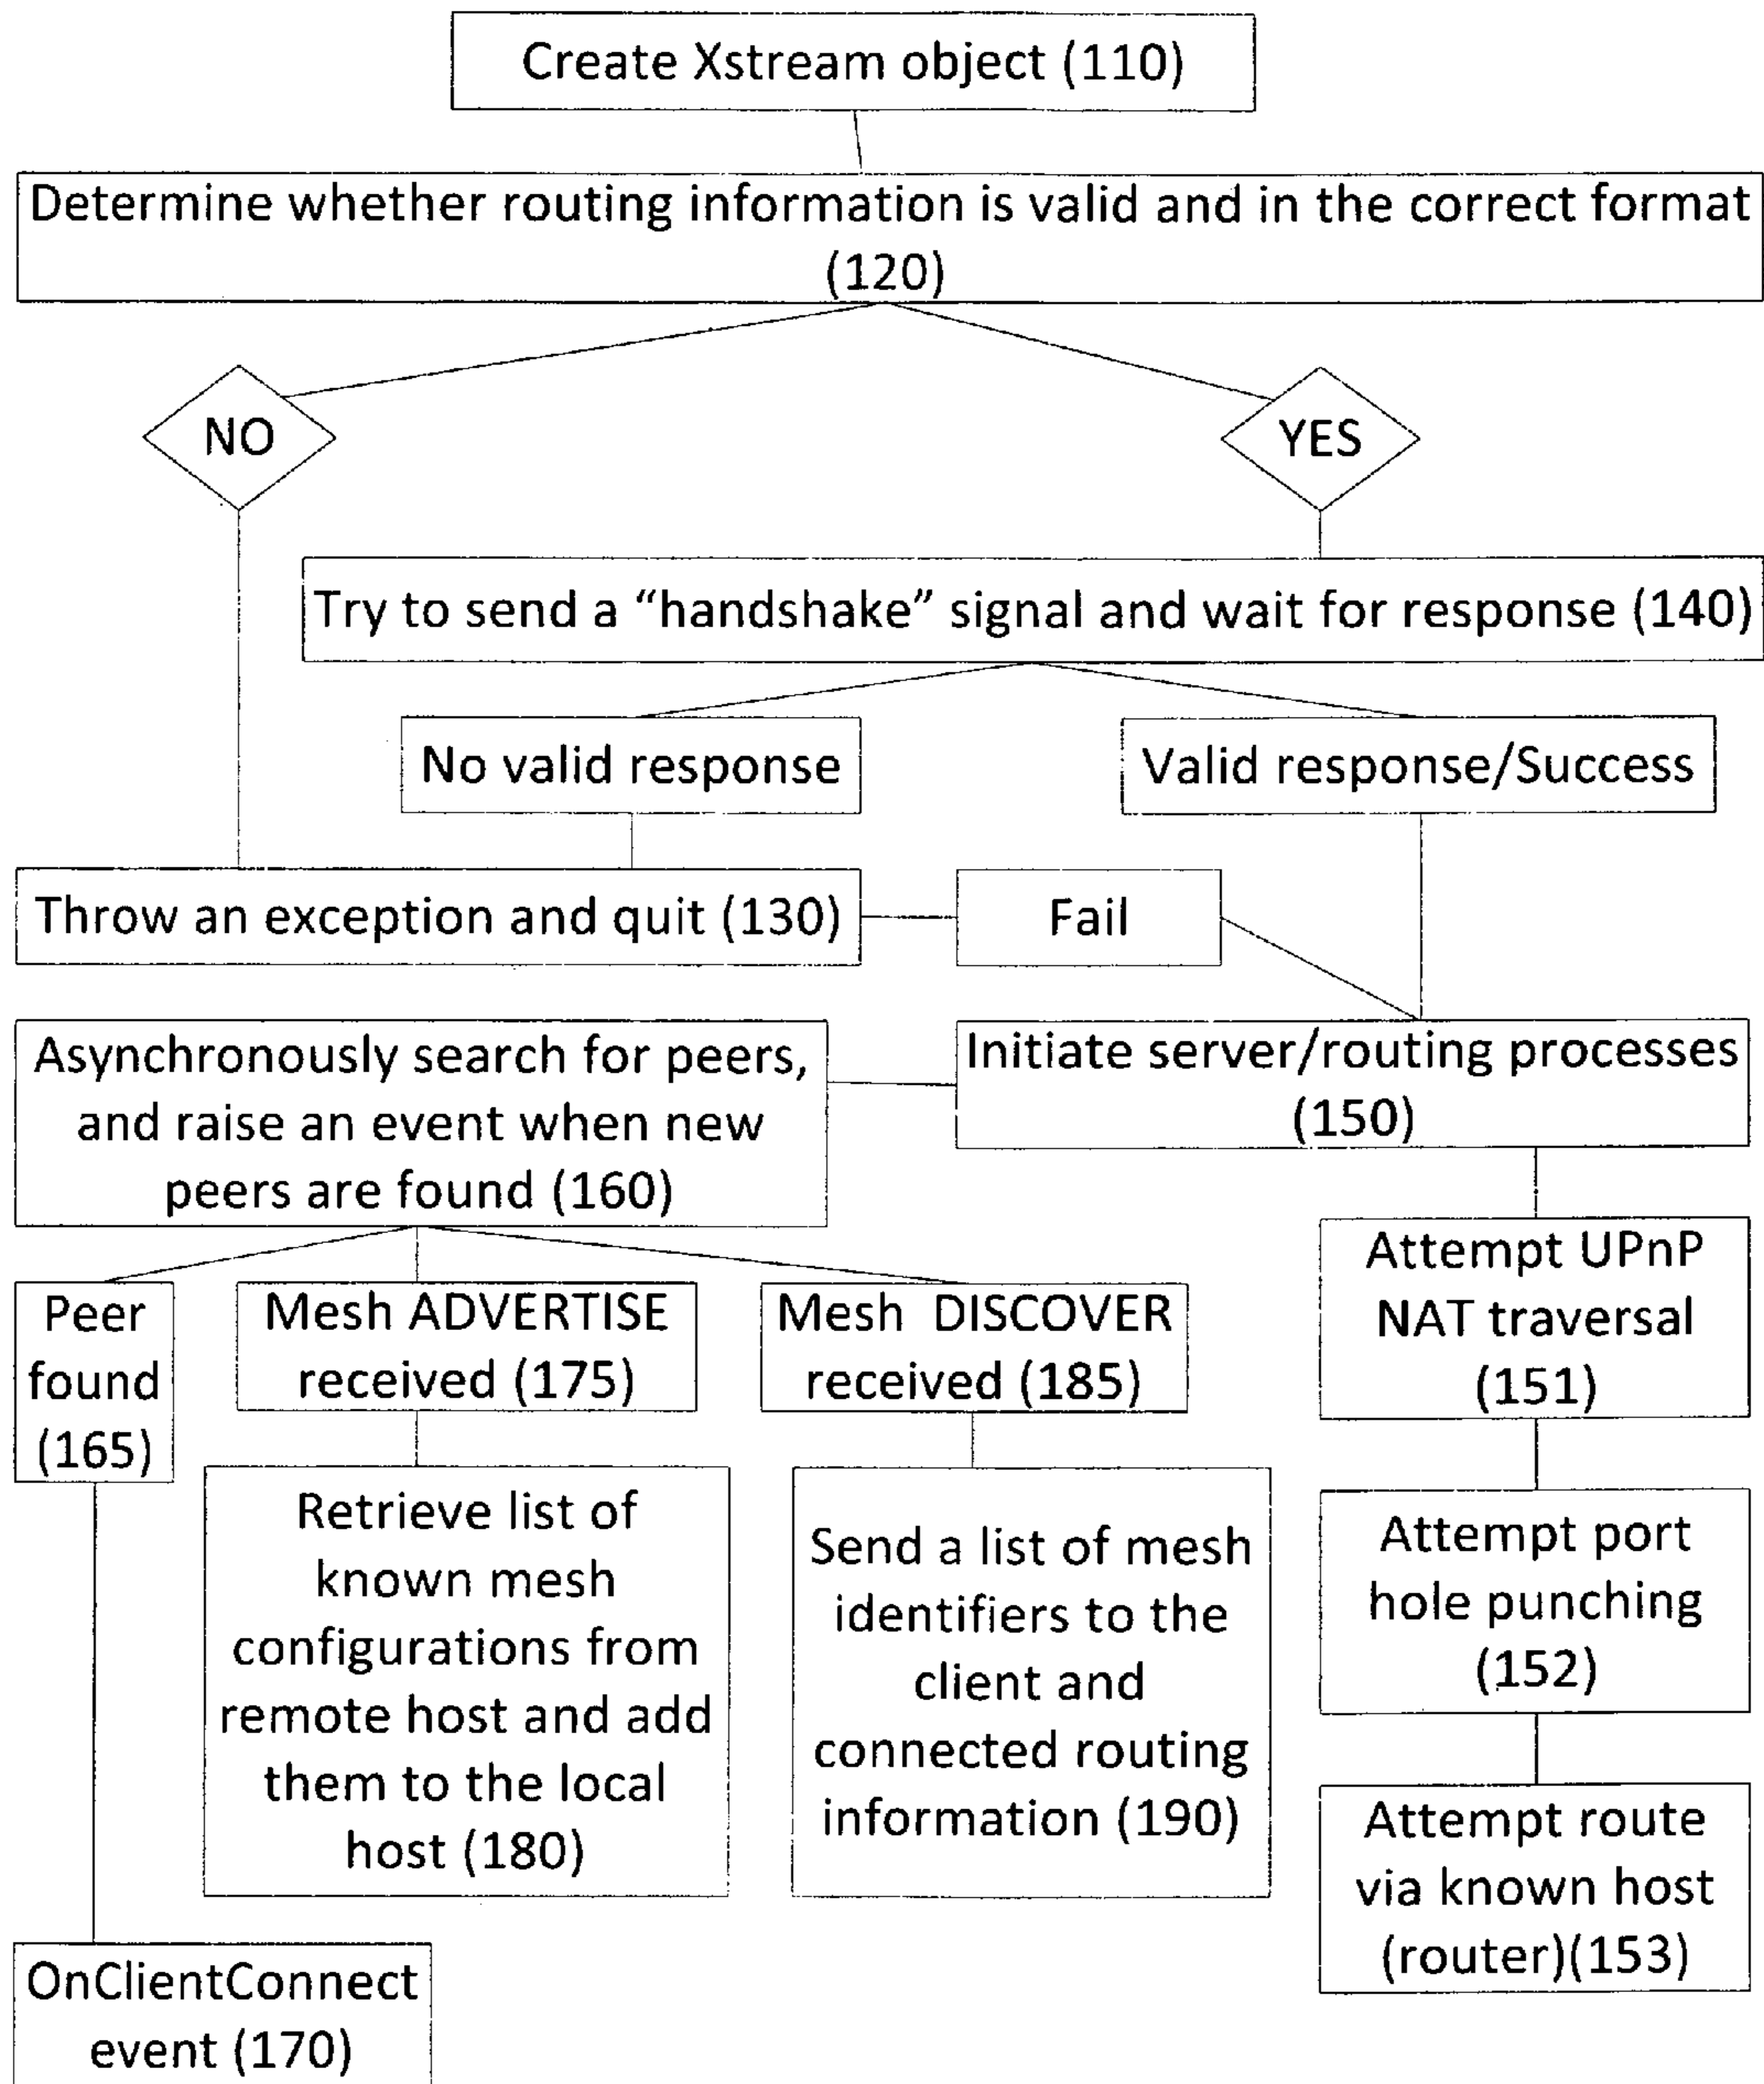 Create Xstream object (110)
Determine whether routing information is valid and in the correct format
(120)
NO
YES
Try to send a “handshake” signal and wait for response (140)
No valid response
Valid response/Success
Throw an exception and quit (130)
Fail
Asynchronously search for peers,
and raise an event when new
peers are found (160)
Initiate server/routing processes
(150)
Peer
found
(165)
Mesh ADVERTISE
received (175)
Mesh DISCOVER
received (185)
Attempt UPnP
NAT traversal
(151)
Retrieve list of
known mesh
configurations from
remote host and add
them to the local
host (180)
Send a list of mesh
identifiers to the
client and
connected routing
information (190)
Attempt port
hole punching
(152)
Attempt route
via known host
(router)(153)
OnClientConnect
event (170)